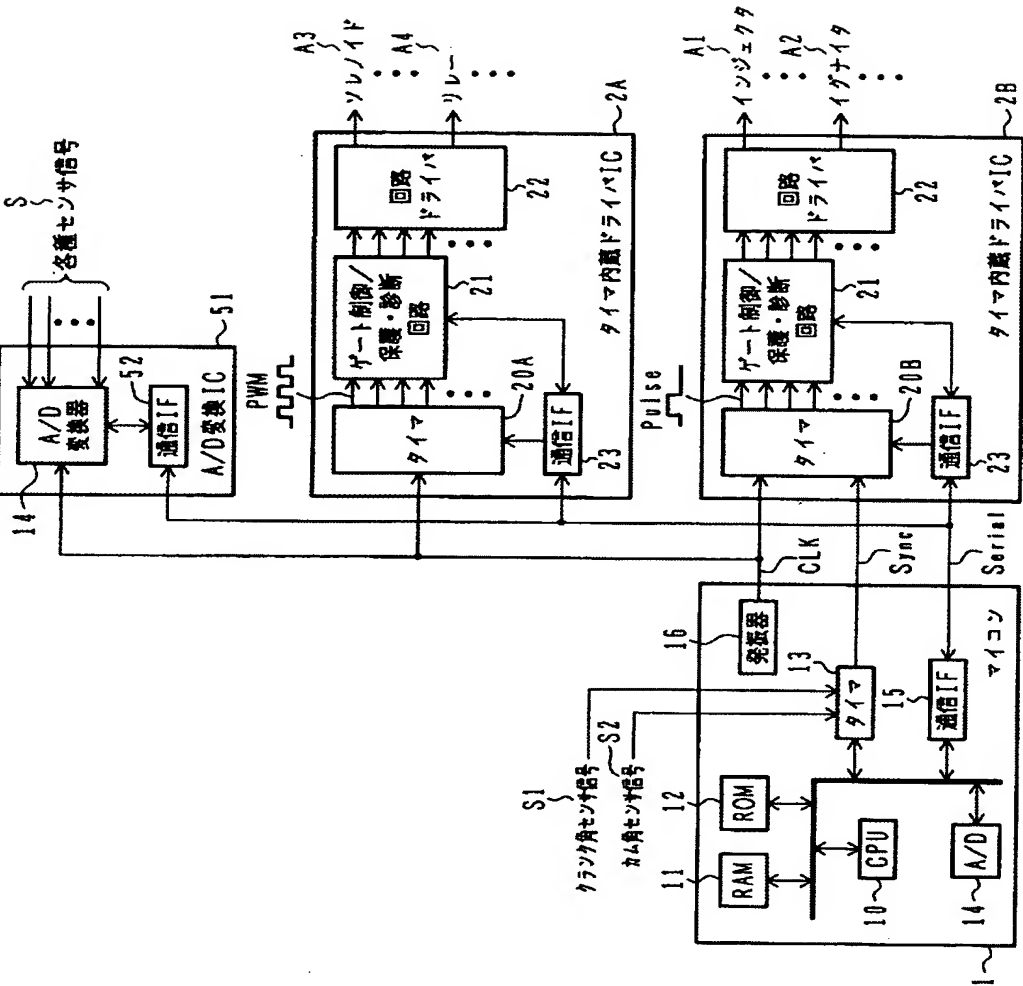 S
各種センサ信号
14
A/D
変換器
52
通信IF
A/D変換IC
51
PWM
タイマ
20A
ゲート制御/
保護・診断
回路
21
回路
ドライバ
22
通信IF
23
タイマ内蔵ドライバIC
2A
A3
ソレノイド
A4
リレー
Pulse
タイマ
20B
ゲート制御/
保護・診断
回路
21
回路
ドライバ
22
通信IF
23
タイマ内蔵ドライバIC
2B
A1
インジェクタ
A2
イグナイタ
CLK
Sync
Serial
S1
クランク角センサ信号
S2
カム角センサ信号
16
発振器
13
タイマ
15
通信IF
マイコン
12
ROM
11
RAM
CPU
10
A/D
14
1